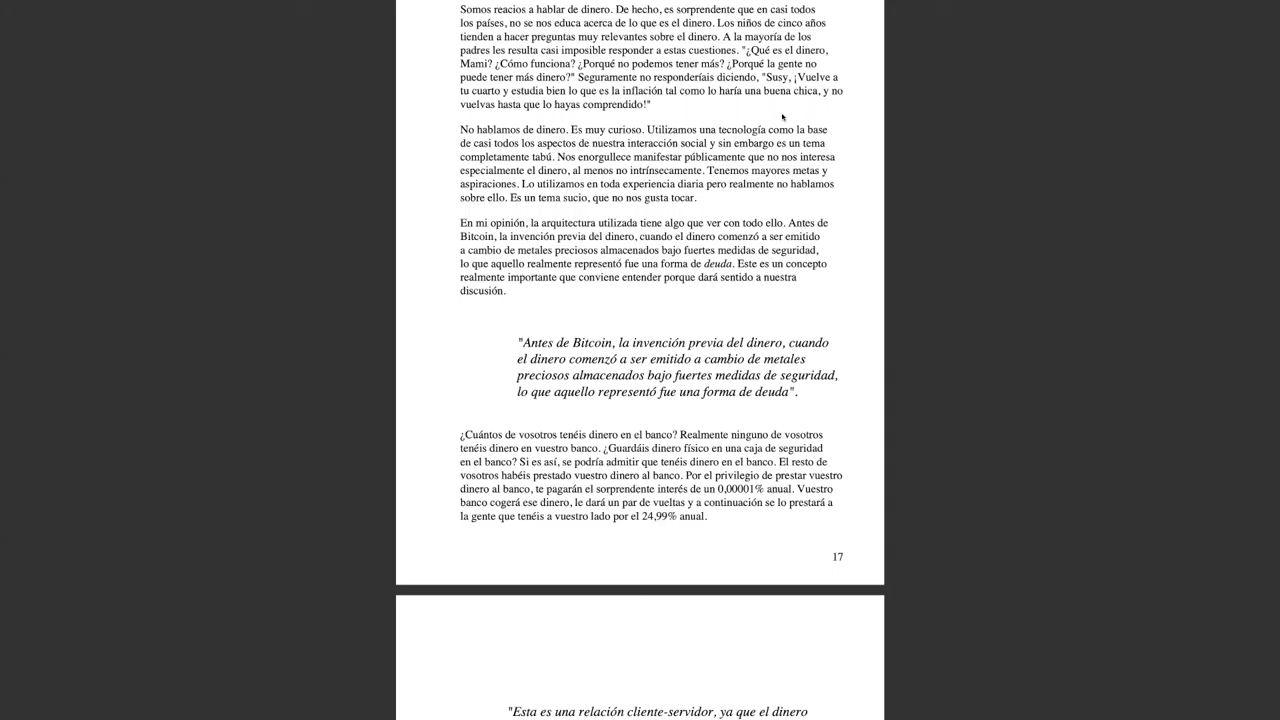 Somos reacios a hablar de dinero. De hecho, es sorprendente que en casi todos
los países, no se nos educa acerca de lo que es el dinero. Los niños de cinco años
tienden a hacer preguntas muy relevantes sobre el dinero. A la mayoría de los
padres les resulta casi imposible responder a estas cuestiones. "¿Qué es el dinero,
Mami? ¿Cómo funciona? ¿Porqué no podemos tener más? ¿Porqué la gente no
puede tener más dinero?" Seguramente no responderíais diciendo, "Susy, ¡Vuelve a
tu cuarto y estudia bien lo que es la inflación tal como lo haría una buena chica, y no
vuelvas hasta que lo hayas comprendido!"
No hablamos de dinero. Es muy curioso. Utilizamos una tecnología como la base
de casi todos los aspectos de nuestra interacción social y sin embargo es un tema
completamente tabú. Nos enorgullece manifestar públicamente que no nos interesa
especialmente el dinero, al menos no intrínsecamente. Tenemos mayores metas y
aspiraciones. Lo utilizamos en toda experiencia diaria pero realmente no hablamos
sobre ello. Es un tema sucio, que no nos gusta tocar.
En mi opinión, la arquitectura utilizada tiene algo que ver con todo ello. Antes de
Bitcoin, la invención previa del dinero, cuando el dinero comenzó a ser emitido
a cambio de metales preciosos almacenados bajo fuertes medidas de seguridad,
lo que aquello realmente representó fue una forma de deuda. Este es un concepto
realmente importante que conviene entender porque dará sentido a nuestra
discusión.
"Antes de Bitcoin, la invención previa del dinero, cuando
el dinero comenzó a ser emitido a cambio de metales
preciosos almacenados bajo fuertes medidas de seguridad,
lo que aquello representó fue una forma de deuda".
¿Cuántos de vosotros tenéis dinero en el banco? Realmente ninguno de vosotros
tenéis dinero en vuestro banco. ¿Guardáis dinero físico en una caja de seguridad
en el banco? Si es así, se podría admitir que tenéis dinero en el banco. El resto de
vosotros habéis prestado vuestro dinero al banco. Por el privilegio de prestar vuestro
dinero al banco, te pagarán el sorprendente interés de un 0,00001% anual. Vuestro
banco cogerá ese dinero, le dará un par de vueltas y a continuación se lo prestará a
la gente que tenéis a vuestro lado por el 24,99% anual.
17
"Esta es una relación cliente-servidor, ya que el dinero